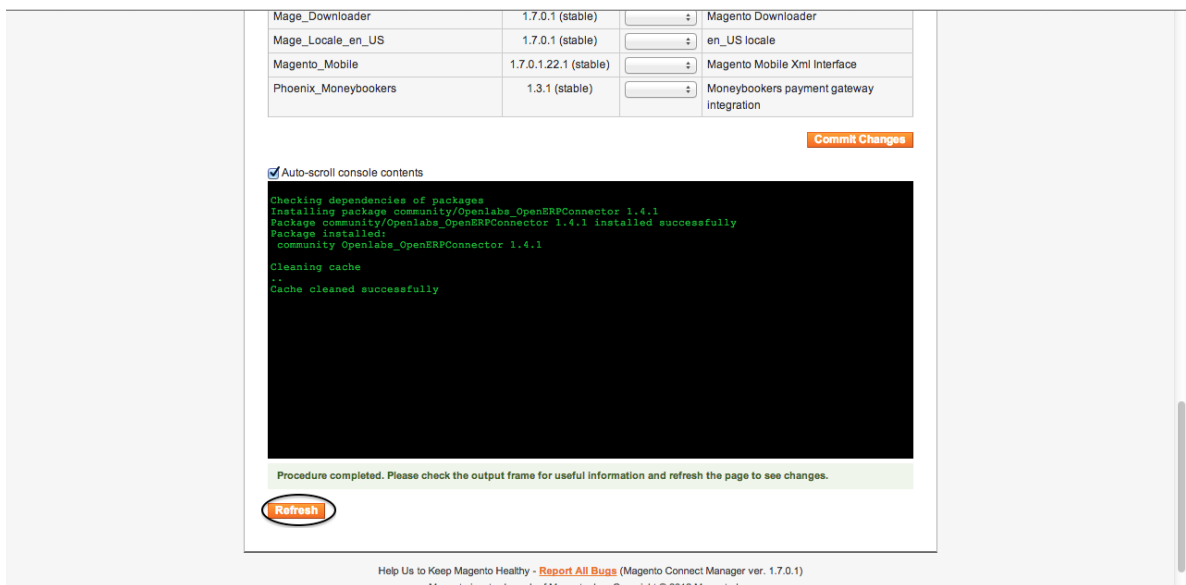 Mage_Downloader 1.7.0.1 (stable) Magento Downloader
Mage_Locale_en_US 1.7.0.1 (stable) en_US locale
Magento_Mobile 1.7.0.1.22.1 (stable) Magento Mobile Xml Interface
Phoenix_Moneybookers 1.3.1 (stable) Moneybookers payment gateway
integration
Commit Changes
Auto-scroll console contents
Checking dependencies of packages
Installing package community/Openlabs_OpenERPConnector 1.4.1
Package community/Openlabs_OpenERPConnector 1.4.1 installed successfully
Package installed:
community Openlabs_OpenERPConnector 1.4.1
Cleaning cache
..
Cache cleaned successfully
Procedure completed. Please check the output frame for useful information and refresh the page to see changes.
Refresh
Help Us to Keep Magento Healthy - Report All Bugs (Magento Connect Manager ver. 1.7.0.1)